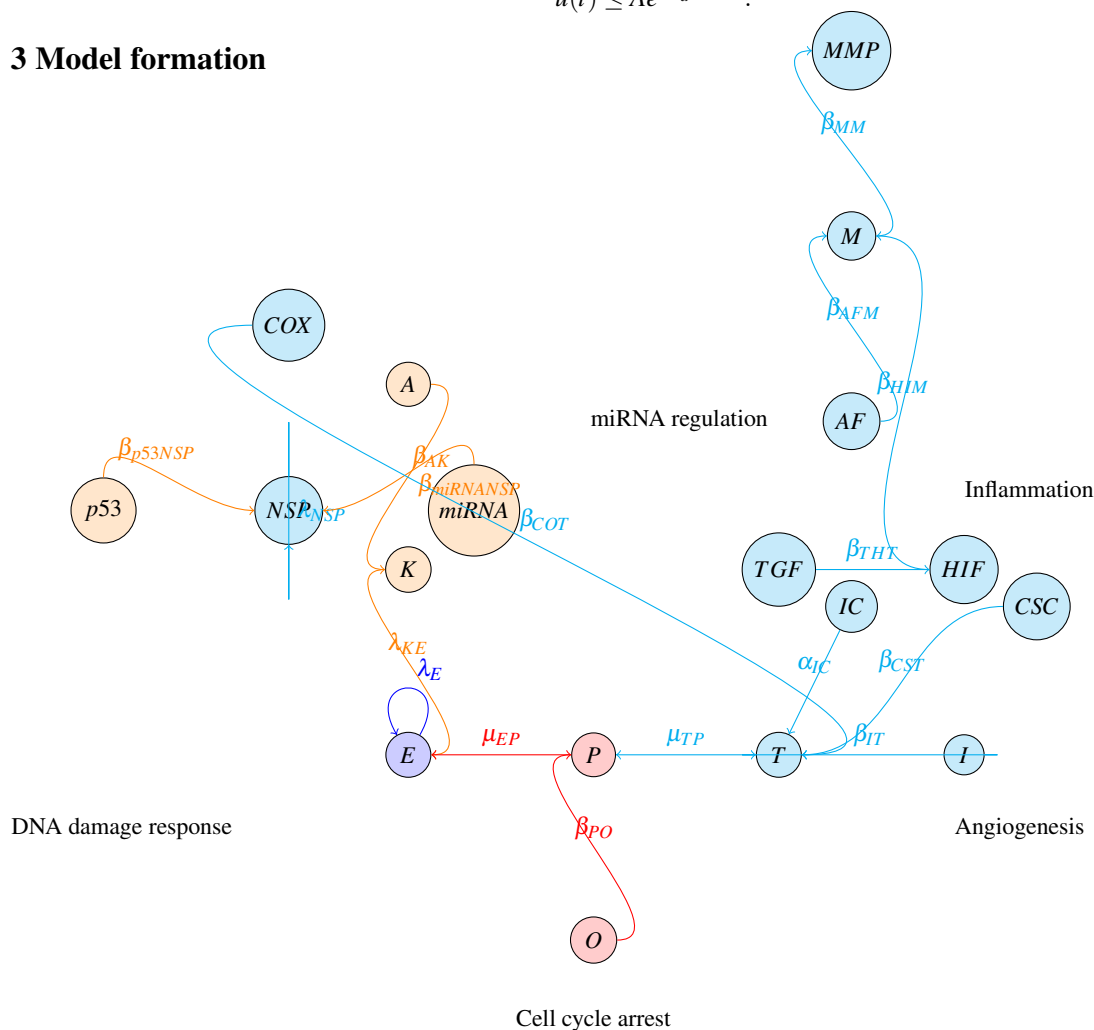 3 Model formation
MMP
β_MM
M
COX
β_AFM
A
β_HIM
AF
miRNA regulation
β_p53NSP
β_AK
β_miRNANSP
Inflammation
p53
NSP
λ_NSP
miRNA
β_COT
β_THT
K
TGF
HIF
IC
CSC
λ_KE
λ_E
α_IC
β_CST
μ_EP
μ_TP
β_IT
E
P
T
I
DNA damage response
β_PO
Angiogenesis
O
Cell cycle arrest